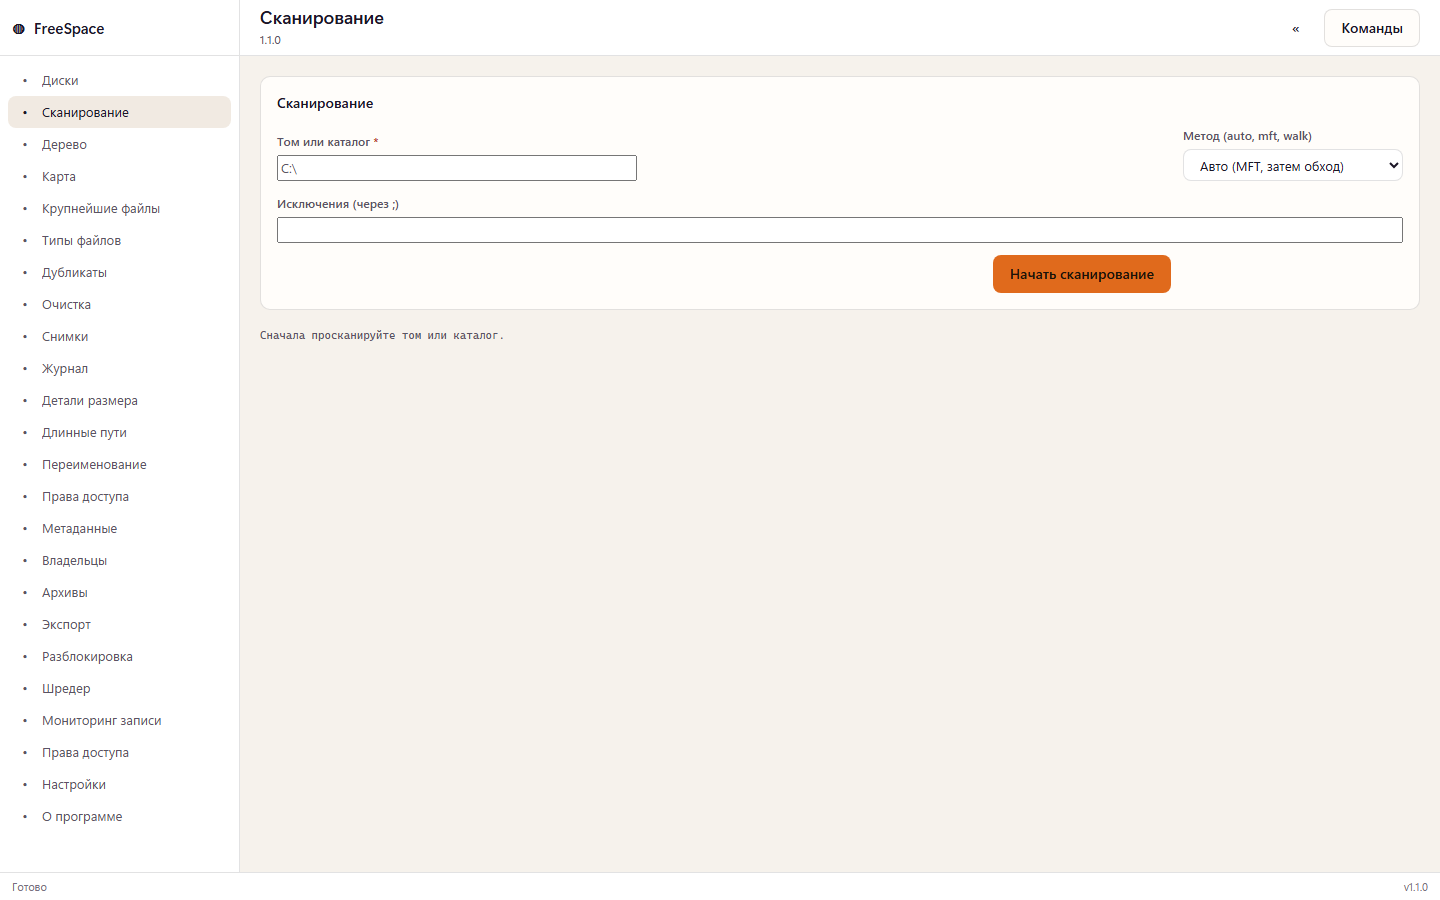 FreeSpace
Сканирование
1.1.0
«
Команды
• Диски
• Сканирование
• Дерево
• Карта
• Крупнейшие файлы
• Типы файлов
• Дубликаты
• Очистка
• Снимки
• Журнал
• Детали размера
• Длинные пути
• Переименование
• Права доступа
• Метаданные
• Владельцы
• Архивы
• Экспорт
• Разблокировка
• Шредер
• Мониторинг записи
• Права доступа
• Настройки
• О программе
Сканирование
Том или каталог *
C:\
Метод (auto, mft, walk)
Авто (MFT, затем обход)
Исключения (через ;)
Начать сканирование
Сначала просканируйте том или каталог.
Готово
v1.1.0